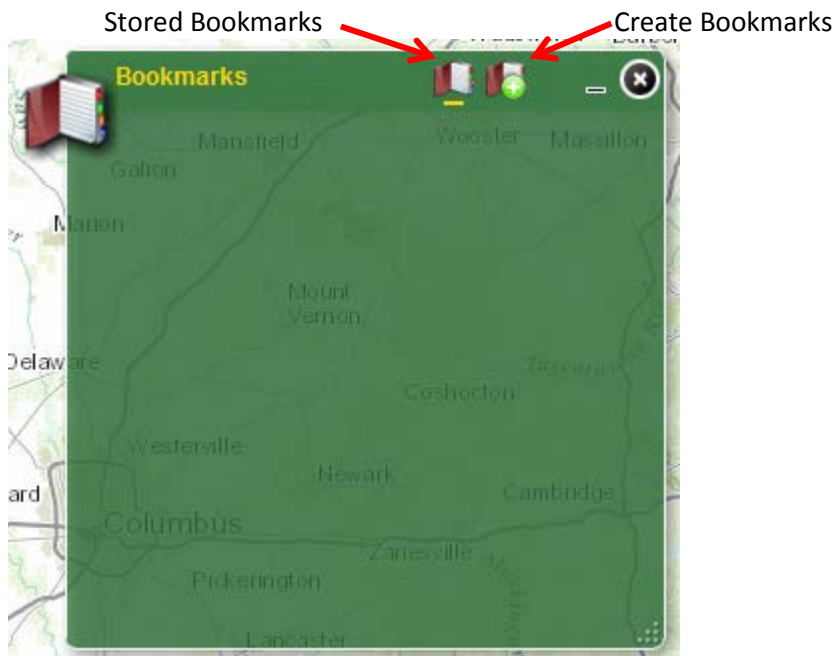 Stored Bookmarks
Create Bookmarks
Bookmarks
Mansfield
Wooster
Massillon
Galion
Marion
Mount
Vernon
Delaware
Coshocton
Westerville
Newark
Cambridge
ard
Columbus
Zanesville
Pickerington
Lancaster